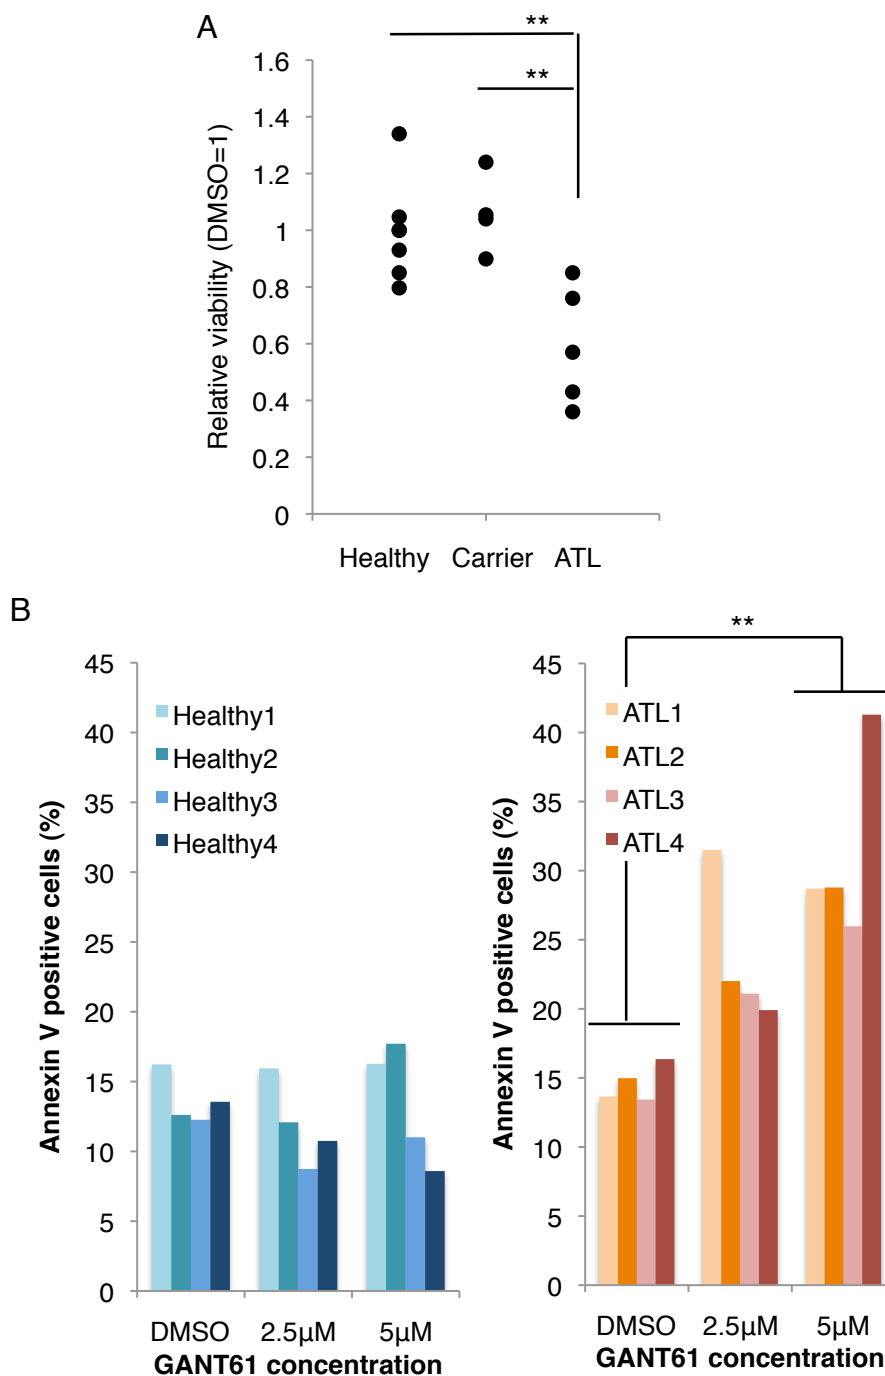 A
**
**
1.6
1.4
1.2
1
0.8
0.6
0.4
0.2
0
Relative viability (DMSO=1)
Healthy Carrier ATL
B
45
40
35
30
25
20
15
10
5
0
Annexin V positive cells (%)
Healthy1
Healthy2
Healthy3
Healthy4
DMSO 2.5μM 5μM
GANT61 concentration
**
45
40
35
30
25
20
15
10
5
0
Annexin V positive cells (%)
ATL1
ATL2
ATL3
ATL4
DMSO 2.5μM 5μM
GANT61 concentration